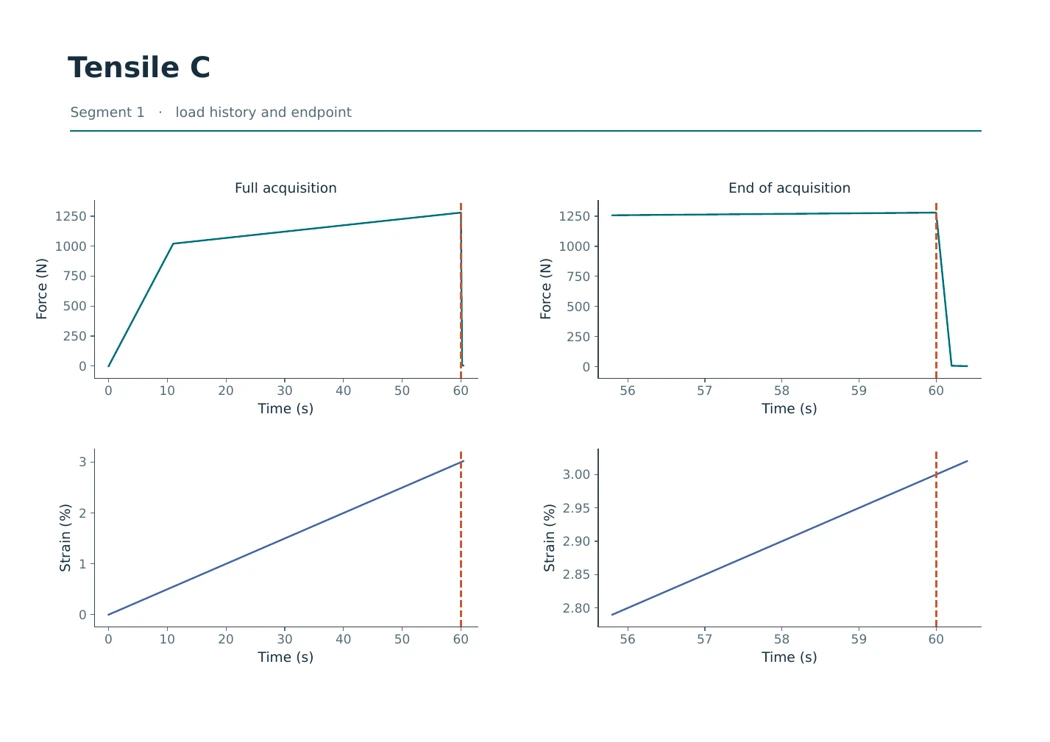 Tensile C
Segment 1 · load history and endpoint
Full acquisition
1250
1000
750
500
250
0
Force (N)
0 10 20 30 40 50 60
Time (s)
End of acquisition
1250
1000
750
500
250
0
Force (N)
56 57 58 59 60
Time (s)
3
2
1
0
Strain (%)
0 10 20 30 40 50 60
Time (s)
3.00
2.95
2.90
2.85
2.80
Strain (%)
56 57 58 59 60
Time (s)